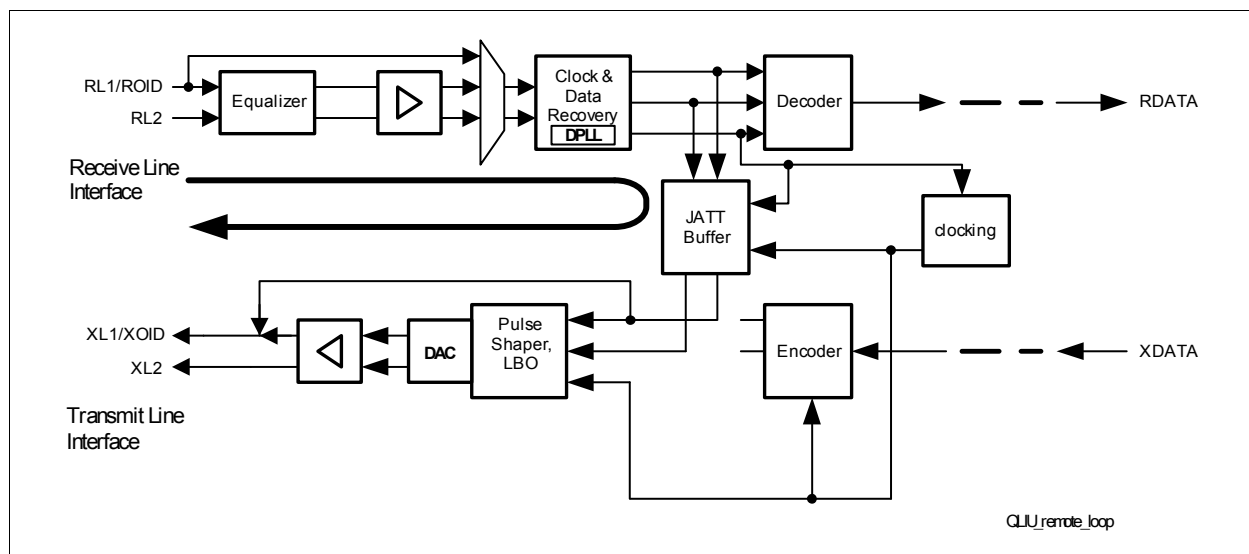 RL1/ROID
RL2
Equalizer
Clock &
Data
Recovery
DPLL
Decoder
RDATA
Receive Line
Interface
JATT
Buffer
clocking
XL1/XOID
XL2
DAC
Pulse
Shaper,
LBO
Encoder
XDATA
Transmit Line
Interface
QLIU_remote_loop